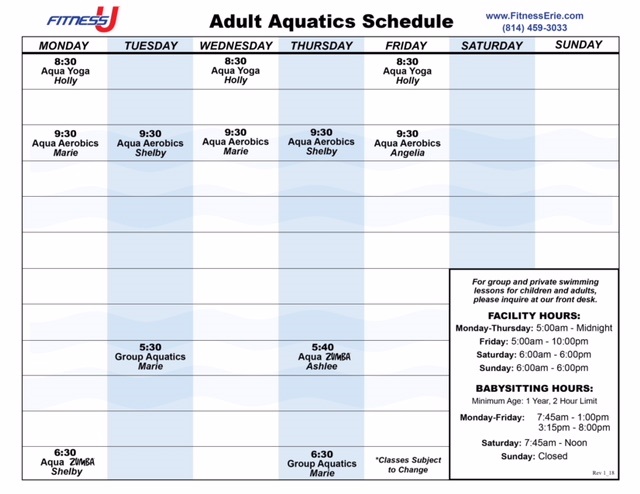 FITNESS U
Adult Aquatics Schedule
www.FitnessErie.com
(814) 459-3033
MONDAY TUESDAY WEDNESDAY THURSDAY FRIDAY SATURDAY SUNDAY
8:30 8:30 8:30
Aqua Yoga Aqua Yoga Aqua Yoga
Holly Holly Holly
9:30 9:30 9:30 9:30 9:30
Aqua Aerobics Aqua Aerobics Aqua Aerobics Aqua Aerobics Aqua Aerobics
Marie Shelby Marie Shelby Angelia
5:30 5:40
Group Aquatics Aqua ZUMBA
Marie Ashlee
6:30 6:30
Aqua ZUMBA Group Aquatics
Shelby Marie
*Classes Subject
to Change
For group and private swimming
lessons for children and adults,
please inquire at our front desk.
FACILITY HOURS:
Monday-Thursday: 5:00am - Midnight
Friday: 5:00am - 10:00pm
Saturday: 6:00am - 6:00pm
Sunday: 6:00am - 6:00pm
BABYSITTING HOURS:
Minimum Age: 1 Year, 2 Hour Limit
Monday-Friday: 7:45am - 1:00pm
3:15pm - 8:00pm
Saturday: 7:45am - Noon
Sunday: Closed
Rev 1_18